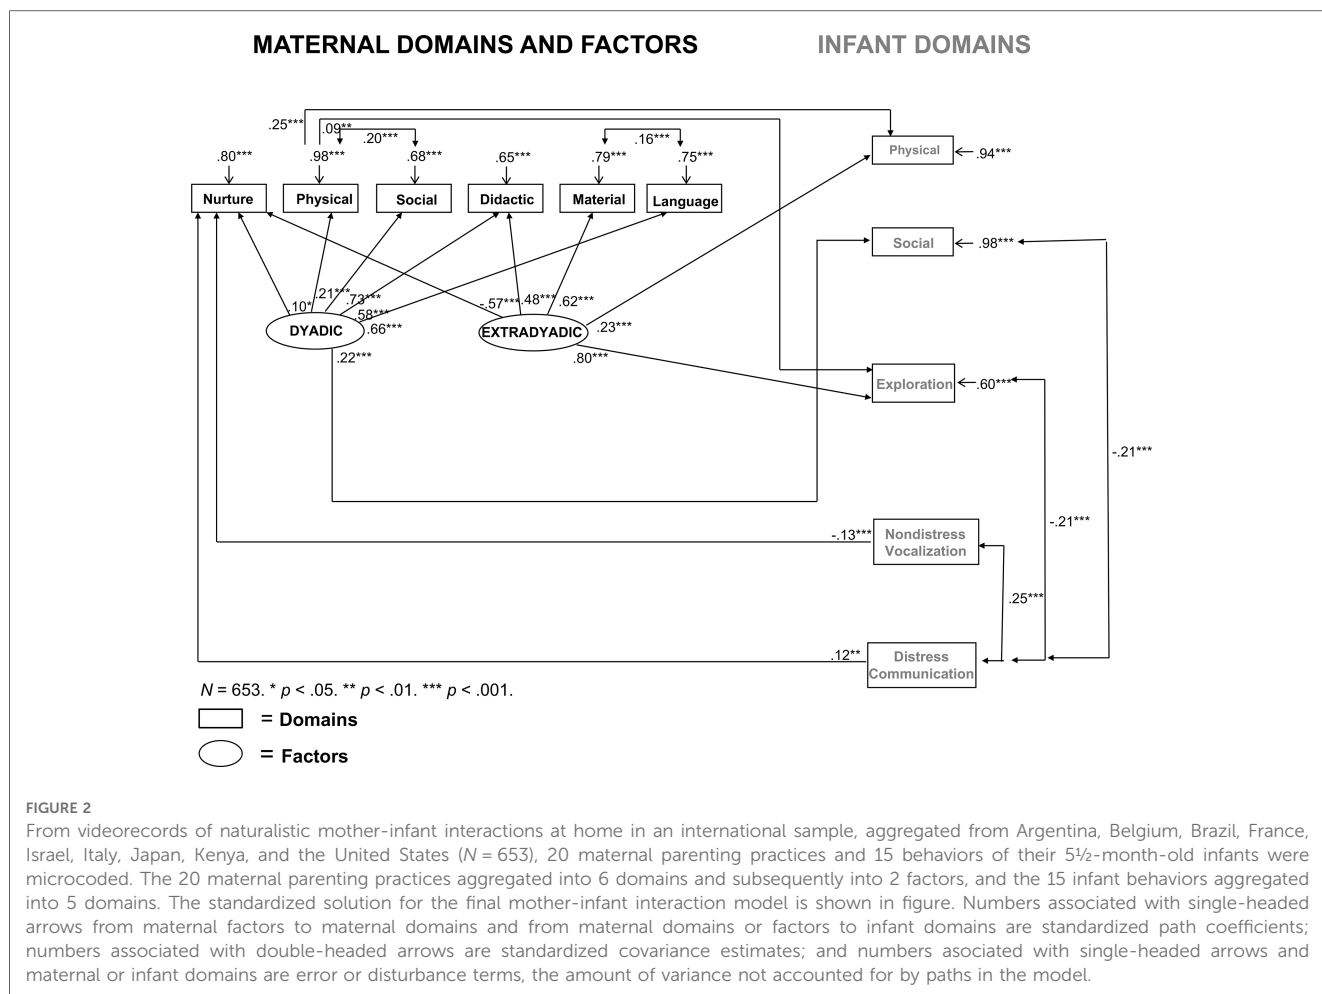 MATERNAL DOMAINS AND FACTORS INFANT DOMAINS
.25***
.09**
.20***
.16***
.80***
.98***
.68***
.65***
.79***
.75***
Nurture
Physical
Social
Didactic
Material
Language
Physical
.94***
Social
.98***
.10*
.21***
.73***
.58***
.66***
-.57***
.48***
.62***
DYADIC
EXTRADYADIC
.23***
.22***
.80***
Exploration
.60***
-.21***
-.21***
-.13***
Nondistress
Vocalization
.25***
.12**
Distress
Communication
N = 653. * p < .05. ** p < .01. *** p < .001.
= Domains
= Factors
FIGURE 2
From videorecords of naturalistic mother-infant interactions at home in an international sample, aggregated from Argentina, Belgium, Brazil, France,
Israel, Italy, Japan, Kenya, and the United States (N = 653), 20 maternal parenting practices and 15 behaviors of their 5½-month-old infants were
microcoded. The 20 maternal parenting practices aggregated into 6 domains and subsequently into 2 factors, and the 15 infant behaviors aggregated
into 5 domains. The standardized solution for the final mother-infant interaction model is shown in figure. Numbers associated with single-headed
arrows from maternal factors to maternal domains and from maternal domains or factors to infant domains are standardized path coefficients;
numbers associated with double-headed arrows are standardized covariance estimates; and numbers asociated with single-headed arrows and
maternal or infant domains are error or disturbance terms, the amount of variance not accounted for by paths in the model.